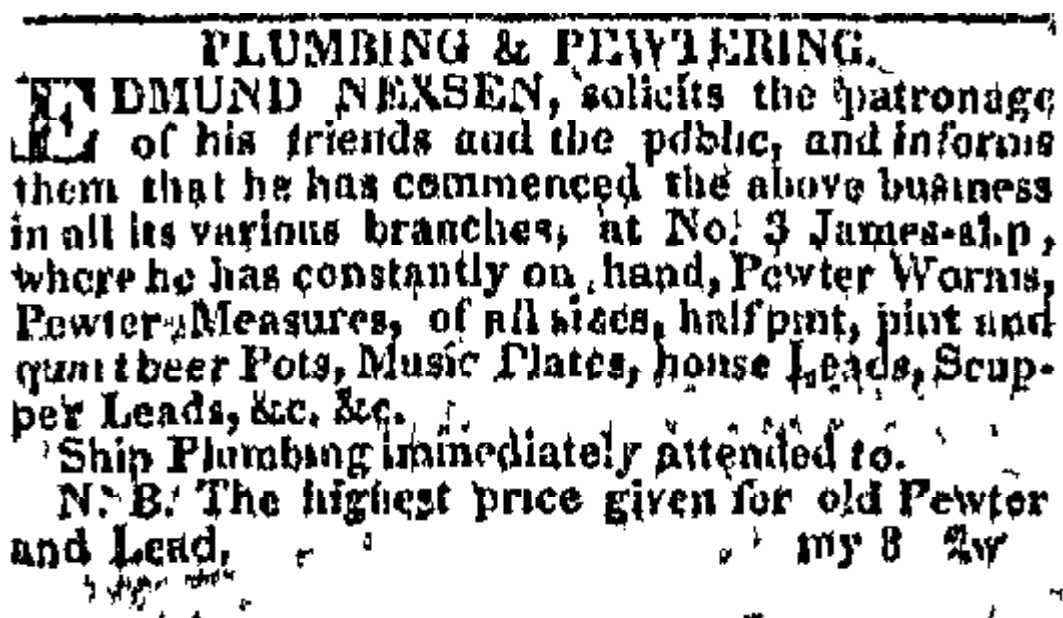 PLUMBING & PEWTERING.
EDMUND NEXSEN, solicits the patronage
of his friends and the public, and informs
them that he has commenced the above business
in all its various branches, at No. 3 James-slip,
where he has constantly on hand, Pewter Worms,
Pewter Measures, of all sizes, half pint, pint and
quart beer Pots, Music Plates, house Leads, Scup-
per Leads, &c. &c.
Ship Plumbing immediately attended to.
N. B. The highest price given for old Pewter
and Lead. my 8 2w